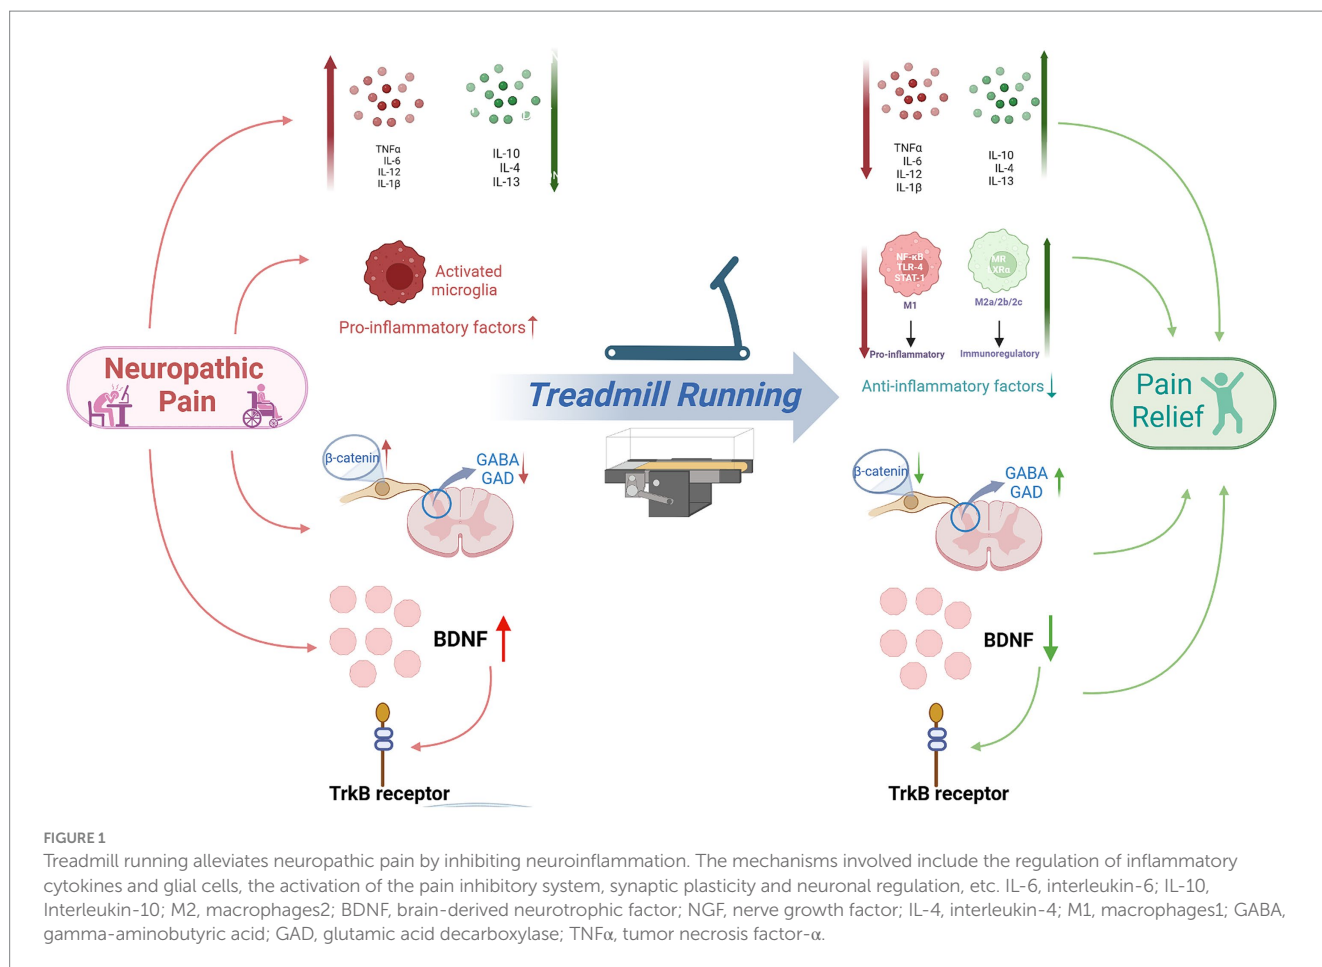 TNFα
IL-6
IL-12
IL-1β
IL-10
IL-4
IL-13
Activated
microglia
Pro-inflammatory factors
Neuropathic
Pain
β-catenin
GABA
GAD
BDNF
TrkB receptor
Treadmill Running
TNFα
IL-6
IL-12
IL-1β
IL-10
IL-4
IL-13
NF-κB
TLR-4
STAT-1
M1
Pro-inflammatory
MR
M2a/2b/2c
Immunoregulatory
Anti-inflammatory factors
Pain
Relief
β-catenin
GABA
GAD
BDNF
TrkB receptor
FIGURE 1
Treadmill running alleviates neuropathic pain by inhibiting neuroinflammation. The mechanisms involved include the regulation of inflammatory
cytokines and glial cells, the activation of the pain inhibitory system, synaptic plasticity and neuronal regulation, etc. IL-6, interleukin-6; IL-10,
Interleukin-10; M2, macrophages2; BDNF, brain-derived neurotrophic factor; NGF, nerve growth factor; IL-4, interleukin-4; M1, macrophages1; GABA,
gamma-aminobutyric acid; GAD, glutamic acid decarboxylase; TNFα, tumor necrosis factor-α.